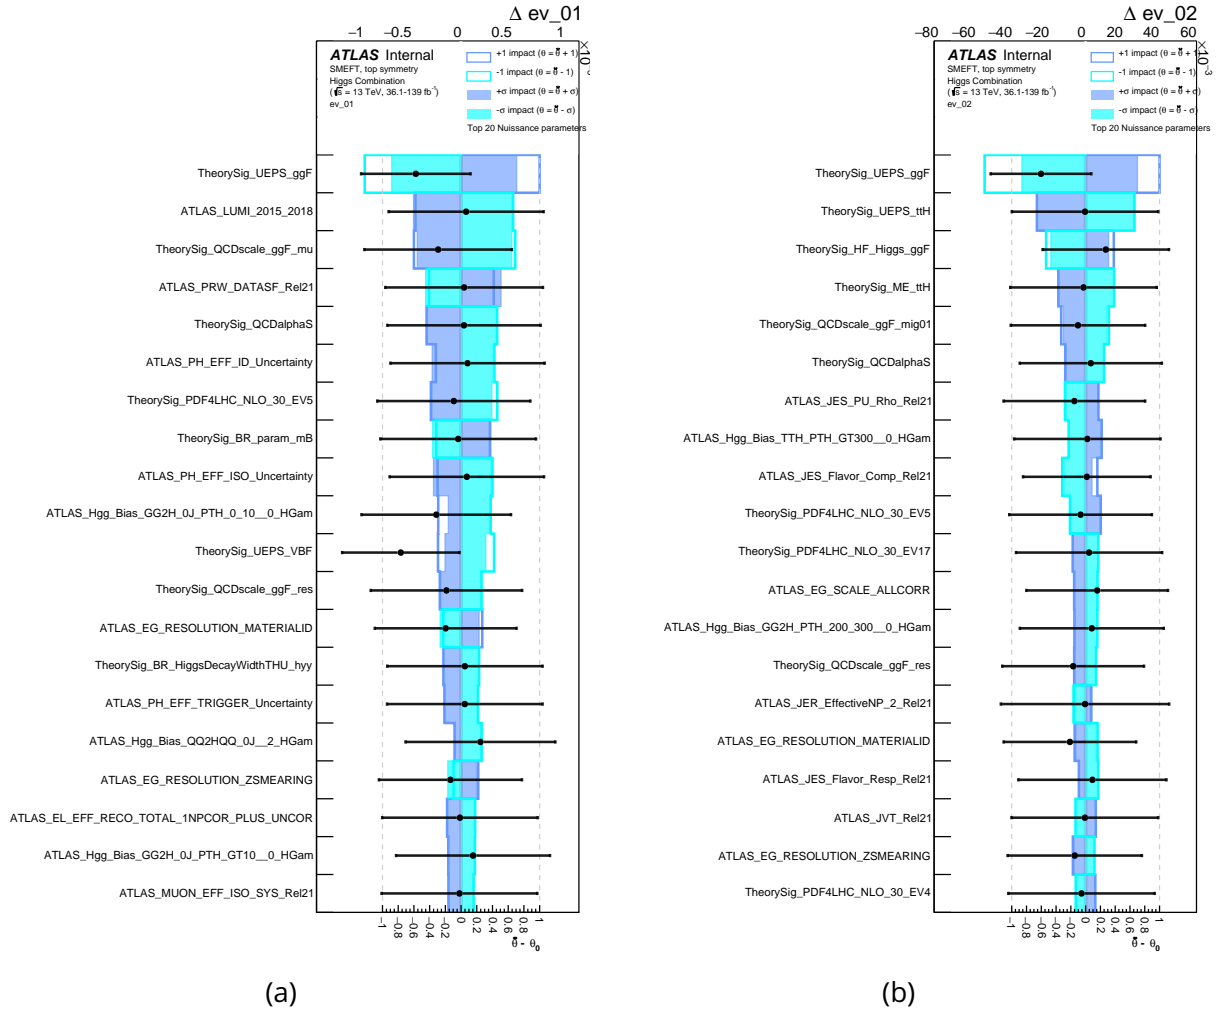 Δ ev_01
−1 −0.5 0 0.5 1
×10⁻³
ATLAS Internal
SMEFT, top symmetry
Higgs Combination
(√s = 13 TeV, 36.1-139 fb⁻¹)
ev_01
+1 impact (θ = θ̂ + 1)
-1 impact (θ = θ̂ - 1)
+σ impact (θ = θ̂ + σ)
-σ impact (θ = θ̂ - σ)
Top 20 Nuissance parameters
TheorySig_UEPS_ggF
ATLAS_LUMI_2015_2018
TheorySig_QCDscale_ggF_mu
ATLAS_PRW_DATASF_Rel21
TheorySig_QCDalphaS
ATLAS_PH_EFF_ID_Uncertainty
TheorySig_PDF4LHC_NLO_30_EV5
TheorySig_BR_param_mB
ATLAS_PH_EFF_ISO_Uncertainty
ATLAS_Hgg_Bias_GG2H_0J_PTH_0_10__0_HGam
TheorySig_UEPS_VBF
TheorySig_QCDscale_ggF_res
ATLAS_EG_RESOLUTION_MATERIALID
TheorySig_BR_HiggsDecayWidthTHU_hyy
ATLAS_PH_EFF_TRIGGER_Uncertainty
ATLAS_Hgg_Bias_QQ2HQQ_0J__2_HGam
ATLAS_EG_RESOLUTION_ZSMEARING
ATLAS_EL_EFF_RECO_TOTAL_1NPCOR_PLUS_UNCOR
ATLAS_Hgg_Bias_GG2H_0J_PTH_GT10__0_HGam
ATLAS_MUON_EFF_ISO_SYS_Rel21
−1 −0.8 −0.6 −0.4 −0.2 0 0.2 0.4 0.6 0.8 1
θ̂ - θ₀
(a)
Δ ev_02
−80 −60 −40 −20 0 20 40 60
×10⁻³
ATLAS Internal
SMEFT, top symmetry
Higgs Combination
(√s = 13 TeV, 36.1-139 fb⁻¹)
ev_02
+1 impact (θ = θ̂ + 1)
-1 impact (θ = θ̂ - 1)
+σ impact (θ = θ̂ + σ)
-σ impact (θ = θ̂ - σ)
Top 20 Nuissance parameters
TheorySig_UEPS_ggF
TheorySig_UEPS_ttH
TheorySig_HF_Higgs_ggF
TheorySig_ME_ttH
TheorySig_QCDscale_ggF_mig01
TheorySig_QCDalphaS
ATLAS_JES_PU_Rho_Rel21
ATLAS_Hgg_Bias_TTH_PTH_GT300__0_HGam
ATLAS_JES_Flavor_Comp_Rel21
TheorySig_PDF4LHC_NLO_30_EV5
TheorySig_PDF4LHC_NLO_30_EV17
ATLAS_EG_SCALE_ALLCORR
ATLAS_Hgg_Bias_GG2H_PTH_200_300__0_HGam
TheorySig_QCDscale_ggF_res
ATLAS_JER_EffectiveNP_2_Rel21
ATLAS_EG_RESOLUTION_MATERIALID
ATLAS_JES_Flavor_Resp_Rel21
ATLAS_JVT_Rel21
ATLAS_EG_RESOLUTION_ZSMEARING
TheorySig_PDF4LHC_NLO_30_EV4
−1 −0.8 −0.6 −0.4 −0.2 0 0.2 0.4 0.6 0.8 1
θ̂ - θ₀
(b)